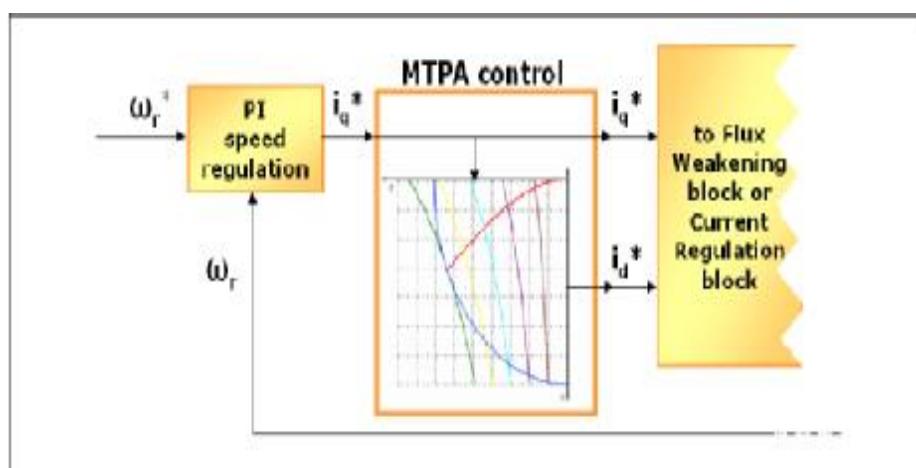 MTPA control
ωr*
PI
speed
regulation
iq*
iq*
to Flux
Weakening
block or
Current
Regulation
block
id*
ωr